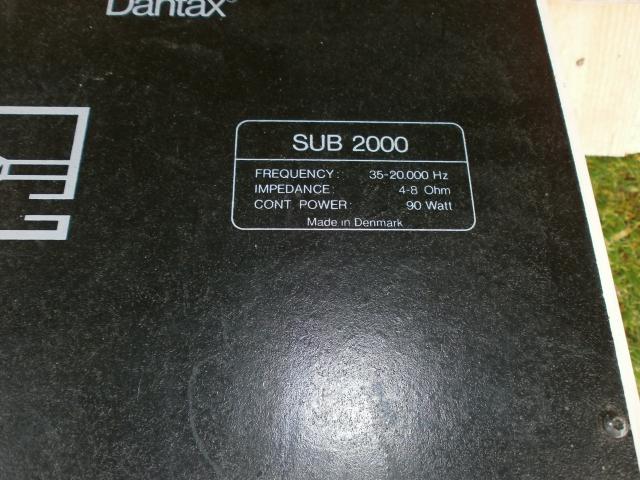 Dantax®
SUB 2000
FREQUENCY: 35-20.000 Hz
IMPEDANCE: 4-8 Ohm
CONT POWER: 90 Watt
Made in Denmark